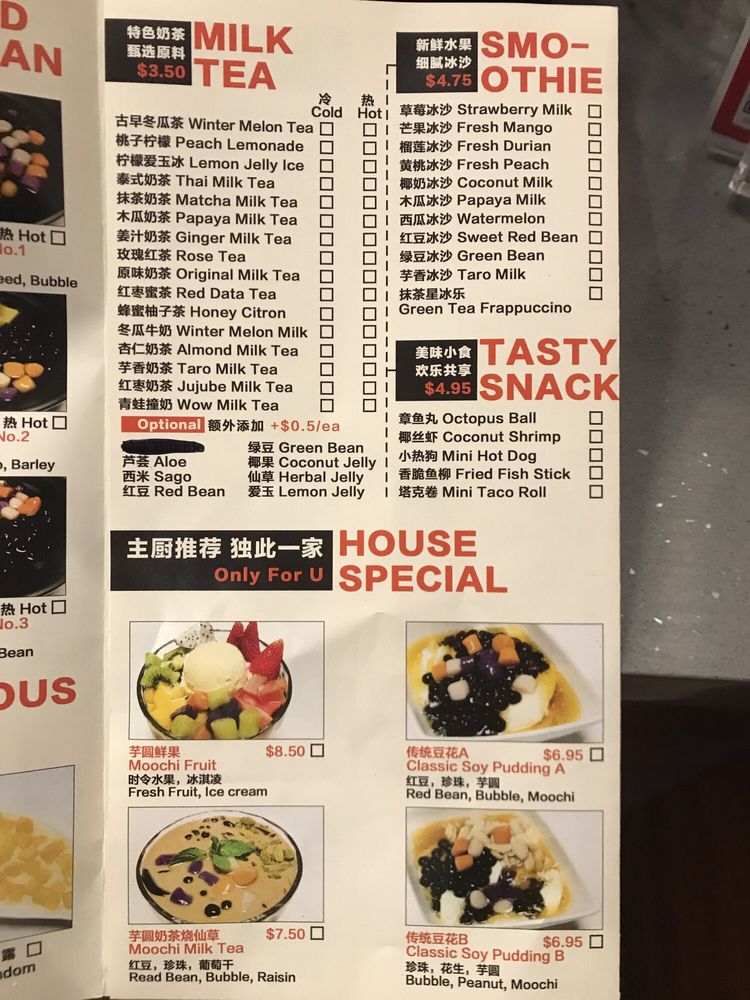 D
AN
热 Hot
No.1
eed, Bubble
热 Hot
No.2
, Barley
热 Hot
No.3
Bean
OUS
露
ndom
特色奶茶
甄选原料
$3.50
MILK
TEA
冷 热
Cold Hot
古早冬瓜茶 Winter Melon Tea
桃子柠檬 Peach Lemonade
柠檬爱玉冰 Lemon Jelly Ice
泰式奶茶 Thai Milk Tea
抹茶奶茶 Matcha Milk Tea
木瓜奶茶 Papaya Milk Tea
姜汁奶茶 Ginger Milk Tea
玫瑰红茶 Rose Tea
原味奶茶 Original Milk Tea
红枣蜜茶 Red Data Tea
蜂蜜柚子茶 Honey Citron
冬瓜牛奶 Winter Melon Milk
杏仁奶茶 Almond Milk Tea
芋香奶茶 Taro Milk Tea
红枣奶茶 Jujube Milk Tea
青蛙撞奶 Wow Milk Tea
Optional 额外添加 +$0.5/ea
绿豆 Green Bean
芦荟 Aloe 椰果 Coconut Jelly
西米 Sago 仙草 Herbal Jelly
红豆 Red Bean 爱玉 Lemon Jelly
新鲜水果
细腻冰沙
$4.75
SMO-
OTHIE
草莓冰沙 Strawberry Milk
芒果冰沙 Fresh Mango
榴莲冰沙 Fresh Durian
黄桃冰沙 Fresh Peach
椰奶冰沙 Coconut Milk
木瓜冰沙 Papaya Milk
西瓜冰沙 Watermelon
红豆冰沙 Sweet Red Bean
绿豆冰沙 Green Bean
芋香冰沙 Taro Milk
抹茶星冰乐
Green Tea Frappuccino
美味小食
欢乐共享
$4.95
TASTY
SNACK
章鱼丸 Octopus Ball
椰丝虾 Coconut Shrimp
小热狗 Mini Hot Dog
香脆鱼柳 Fried Fish Stick
塔克卷 Mini Taco Roll
主厨推荐 独此一家
Only For U
HOUSE
SPECIAL
芋圆鲜果 $8.50
Moochi Fruit
时令水果，冰淇凌
Fresh Fruit, Ice cream
传统豆花A $6.95
Classic Soy Pudding A
红豆，珍珠，芋圆
Red Bean, Bubble, Moochi
芋圆奶茶烧仙草 $7.50
Moochi Milk Tea
红豆，珍珠，葡萄干
Read Bean, Bubble, Raisin
传统豆花B $6.95
Classic Soy Pudding B
珍珠，花生，芋圆
Bubble, Peanut, Moochi